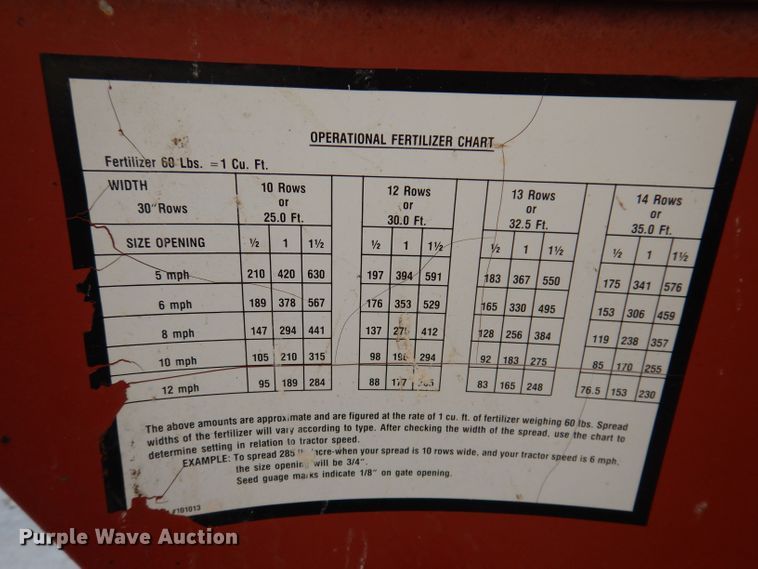 OPERATIONAL FERTILIZER CHART
Fertilizer 60 Lbs. = 1 Cu. Ft.
WIDTH 10 Rows 12 Rows 13 Rows 14 Rows
or or or or
30" Rows 25.0 Ft. 30.0 Ft. 32.5 Ft. 35.0 Ft.
SIZE OPENING ½ 1 1½ ½ 1 1½ ½ 1 1½ ½ 1 1½
5 mph 210 420 630 197 394 591 183 367 550 175 341 576
6 mph 189 378 567 176 353 529 165 330 495 153 306 459
8 mph 147 294 441 137 412 128 256 384 119 238 357
10 mph 105 210 315 98 294 92 183 275 85 170 255
12 mph 95 189 284 88 177 83 165 248 76.5 153 230
The above amounts are approximate and are figured at the rate of 1 cu. ft. of fertilizer weighing 60 lbs. Spread
widths of the fertilizer will vary according to type. After checking the width of the spread, use the chart to
determine setting in relation to tractor speed.
EXAMPLE: To spread 285 acre-when your spread is 10 rows wide, and your tractor speed is 6 mph,
the size opening will be 3/4".
Seed guage marks indicate 1/8" on gate opening.
#101013
Purple Wave Auction